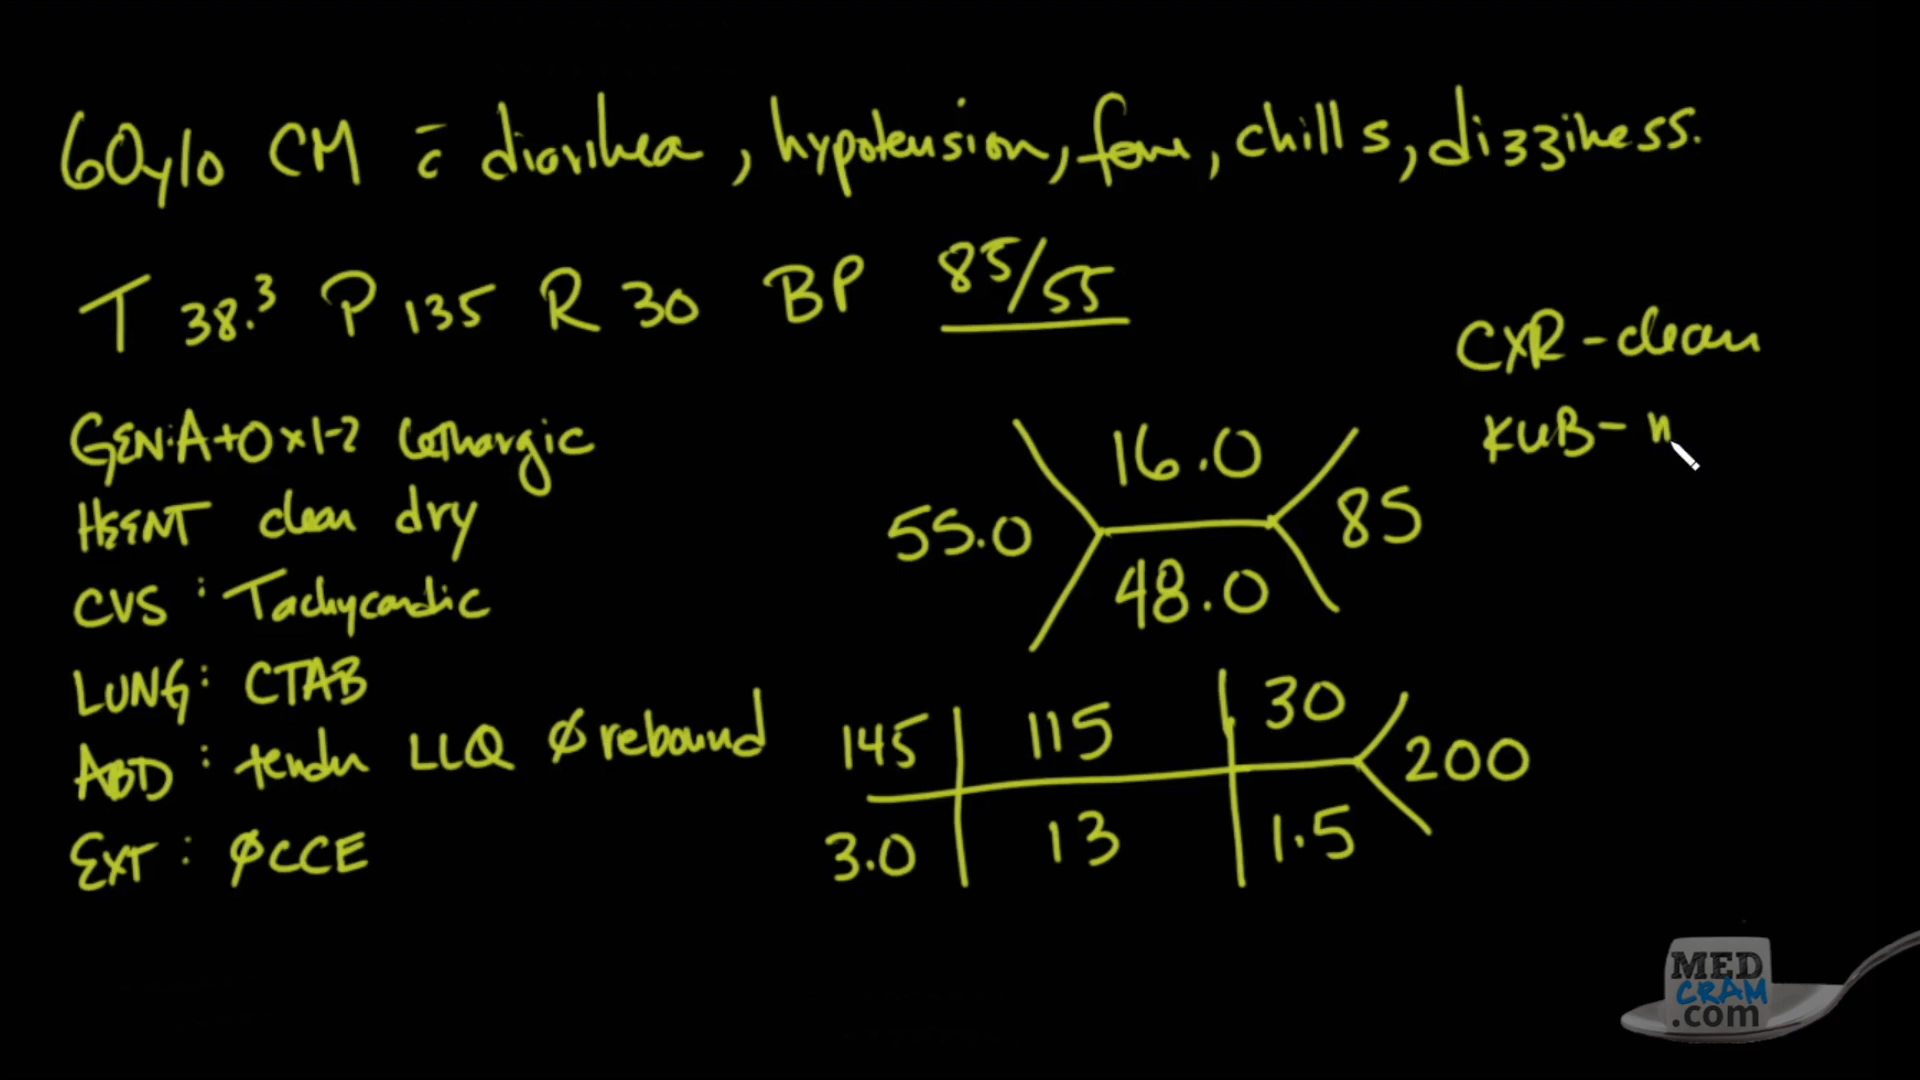 60y/o CM c̄ diarrhea, hypotension, fever, chills, dizziness.
T 38.3 P 135 R 30 BP 85/55
CXR - clear
KUB - n
GEN: A+O x 1-2 lethargic
HEENT clear dry
CVS : Tachycardic
LUNG : CTAB
ABD : tender LLQ Ø rebound
EXT : ØCCE
16.0
55.0 85
48.0
145 115 30
200
3.0 13 1.5
MED
CRAM
.com